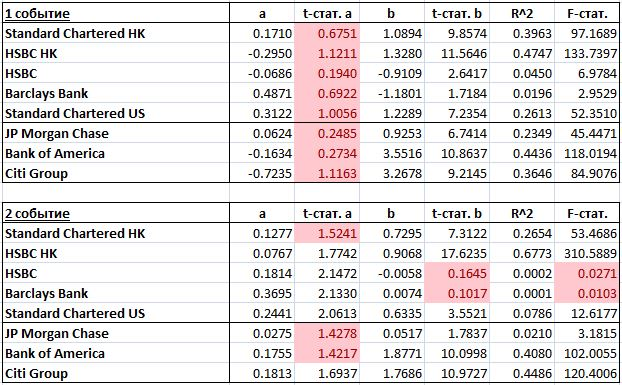 1 событие a t-стат. a b t-стат. b R^2 F-стат.
Standard Chartered HK 0.1710 0.6751 1.0894 9.8574 0.3963 97.1689
HSBC HK -0.2950 1.1211 1.3280 11.5646 0.4747 133.7397
HSBC -0.0686 0.1940 -0.9109 2.6417 0.0450 6.9784
Barclays Bank 0.4871 0.6922 -1.1801 1.7184 0.0196 2.9529
Standard Chartered US 0.3122 1.0056 1.2289 7.2354 0.2613 52.3510
JP Morgan Chase 0.0624 0.2485 0.9253 6.7414 0.2349 45.4471
Bank of America -0.1634 0.2734 3.5516 10.8637 0.4436 118.0194
Citi Group -0.7235 1.1163 3.2678 9.2145 0.3646 84.9076
2 событие a t-стат. a b t-стат. b R^2 F-стат.
Standard Chartered HK 0.1277 1.5241 0.7295 7.3122 0.2654 53.4686
HSBC HK 0.0767 1.7742 0.9068 17.6235 0.6773 310.5889
HSBC 0.1814 2.1472 -0.0058 0.1645 0.0002 0.0271
Barclays Bank 0.3695 2.1330 0.0074 0.1017 0.0001 0.0103
Standard Chartered US 0.2441 2.0613 0.6335 3.5521 0.0786 12.6177
JP Morgan Chase 0.0275 1.4278 0.0517 1.7837 0.0210 3.1815
Bank of America 0.1755 1.4217 1.8771 10.0998 0.4080 102.0055
Citi Group 0.1813 1.6937 1.7686 10.9727 0.4486 120.4006